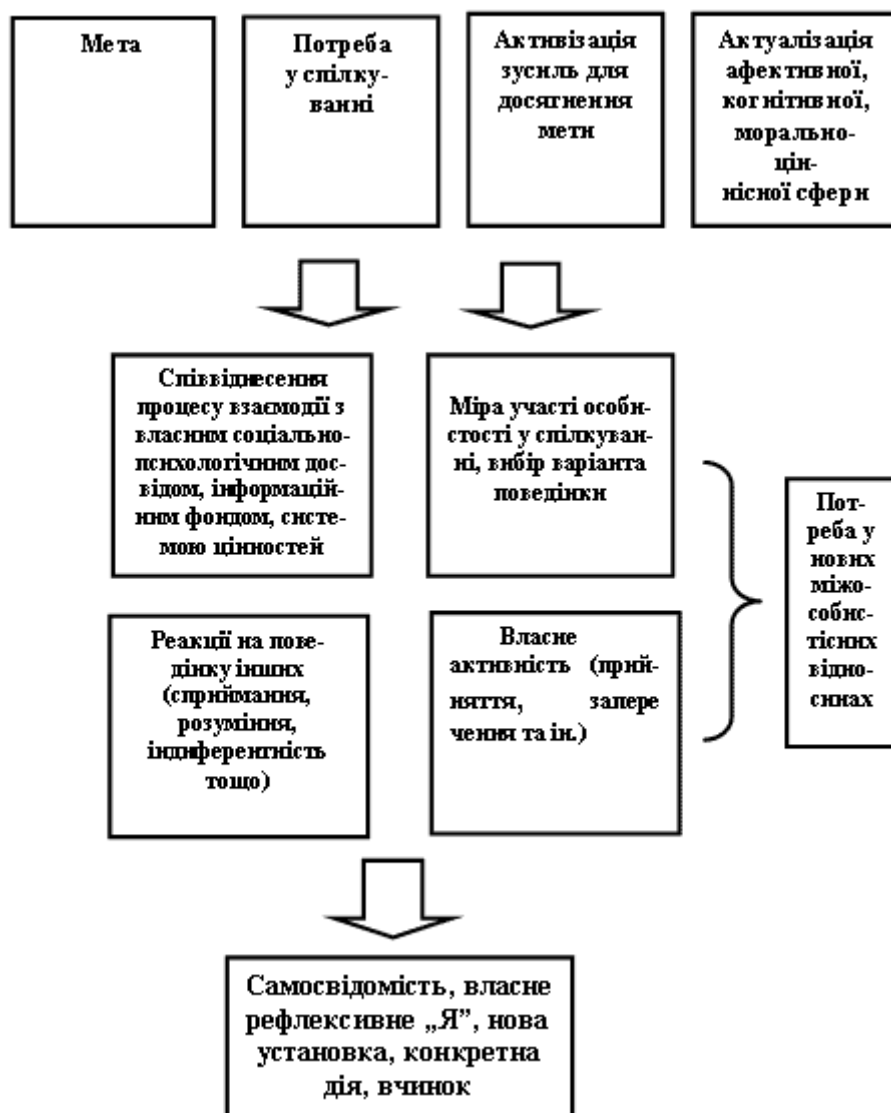 Мета
Потреба
у спілку-
ванні
Активізація
зусиль для
досягнення
мети
Актуалізація
афективної,
когнітивної,
морально-
цін-
нісної сфери
Співвіднесення
процесу взаємодії з
власним соціально-
психологічним дос-
відом, інформацій-
ним фондом, систе-
мою цінностей
Міра участі особи-
стості у спілкуван-
ні, вибір варіанта
поведінки
Реакції на пове-
дінку інших
(сприймання,
розуміння,
індиферентність
тощо)
Власне
активність (прий-
няття, запере
чення та ін.)
Пот-
реба у
нових
міжо-
собис-
тісних
відно-
синах
Самосвідомість, власне
рефлексивне „Я”, нова
установка, конкретна
дія, вчинок